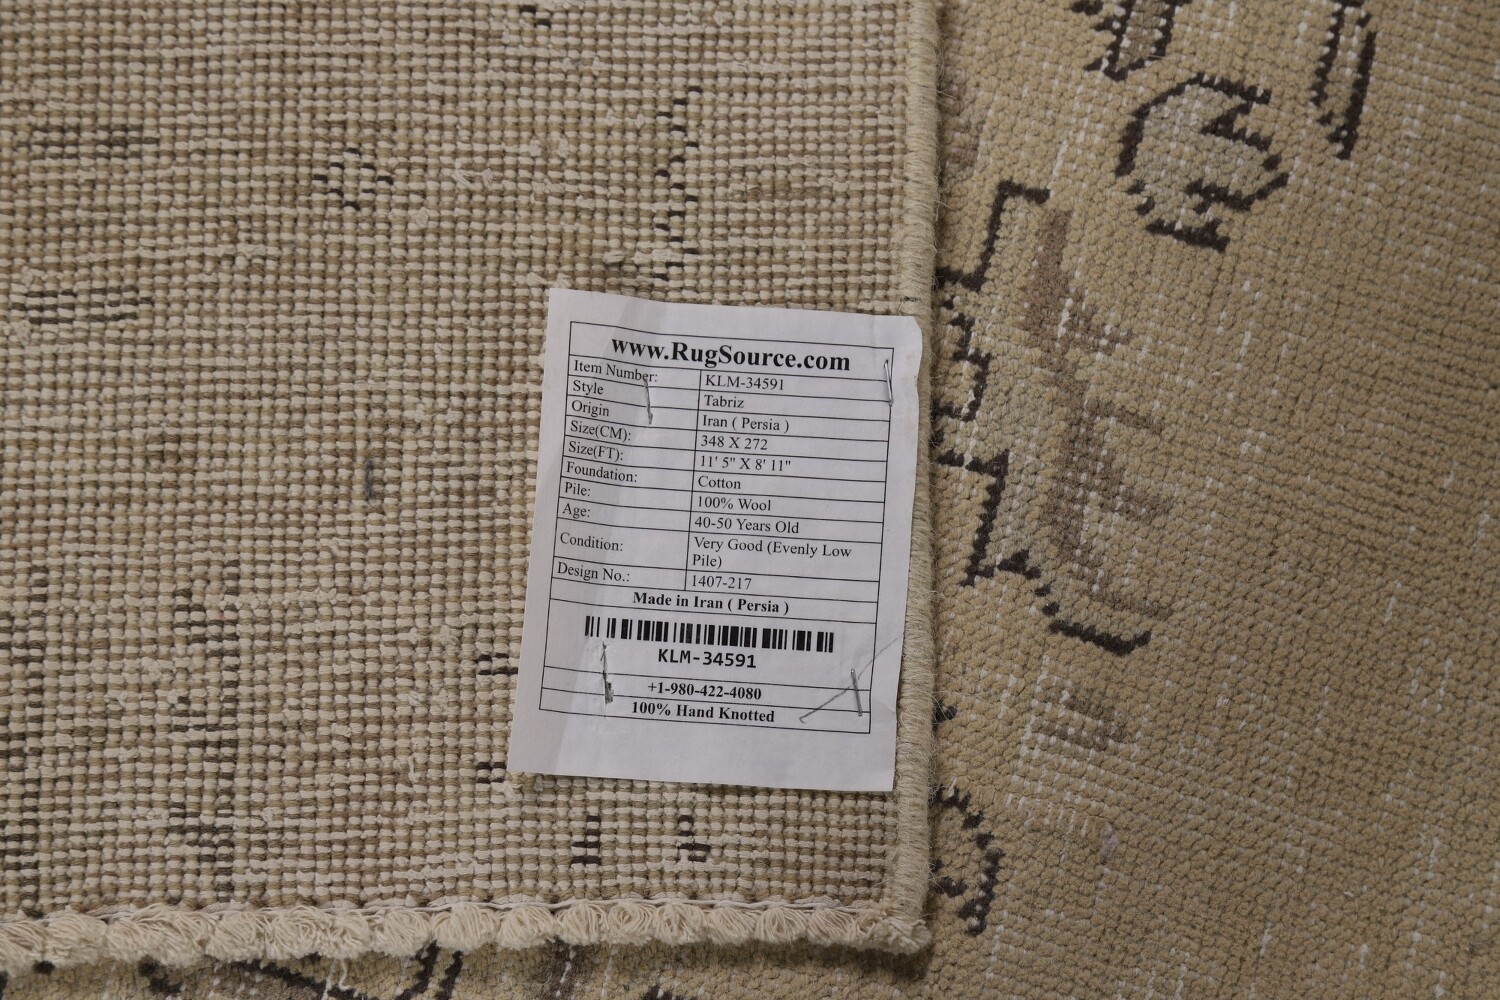 www.RugSource.com
Item Number: KLM-34591
Style Tabriz
Origin Iran ( Persia )
Size(CM): 348 X 272
Size(FT): 11' 5" X 8' 11"
Foundation: Cotton
Pile: 100% Wool
Age: 40-50 Years Old
Condition: Very Good (Evenly Low
Pile)
Design No.: 1407-217
Made in Iran ( Persia )
KLM-34591
+1-980-422-4080
100% Hand Knotted